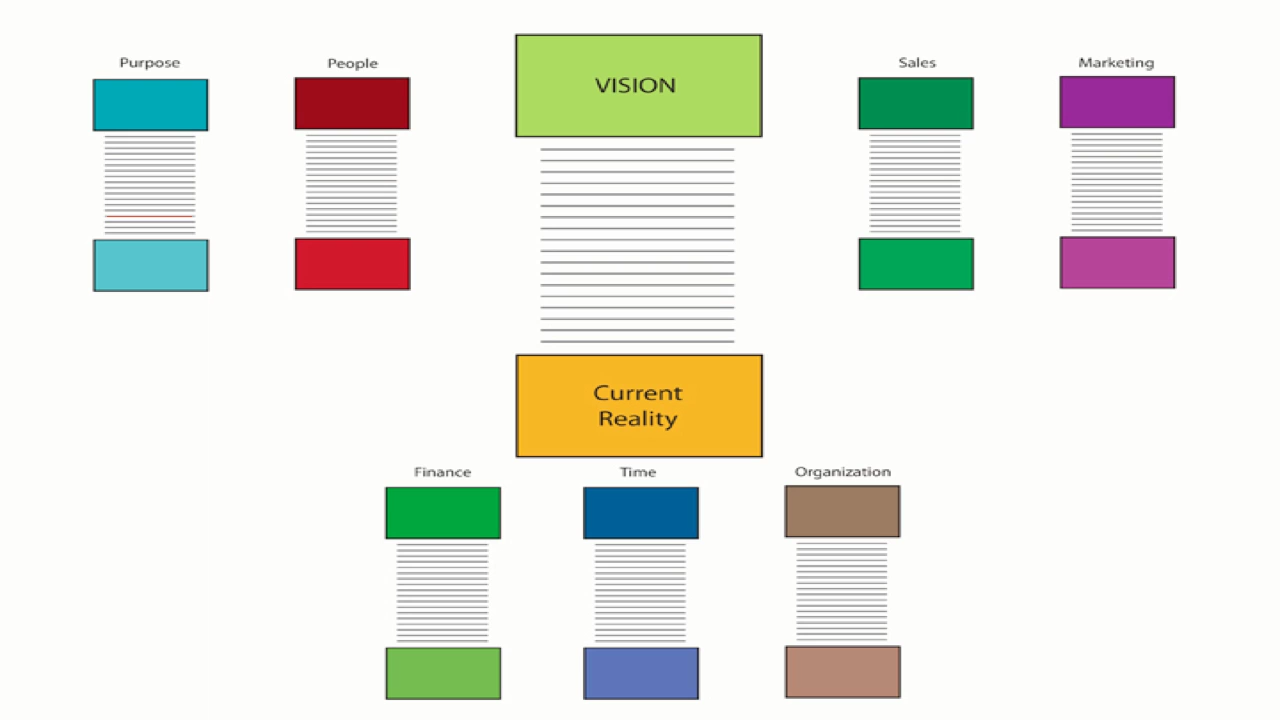 Purpose
People
VISION
Sales
Marketing
Current
Reality
Finance
Time
Organization